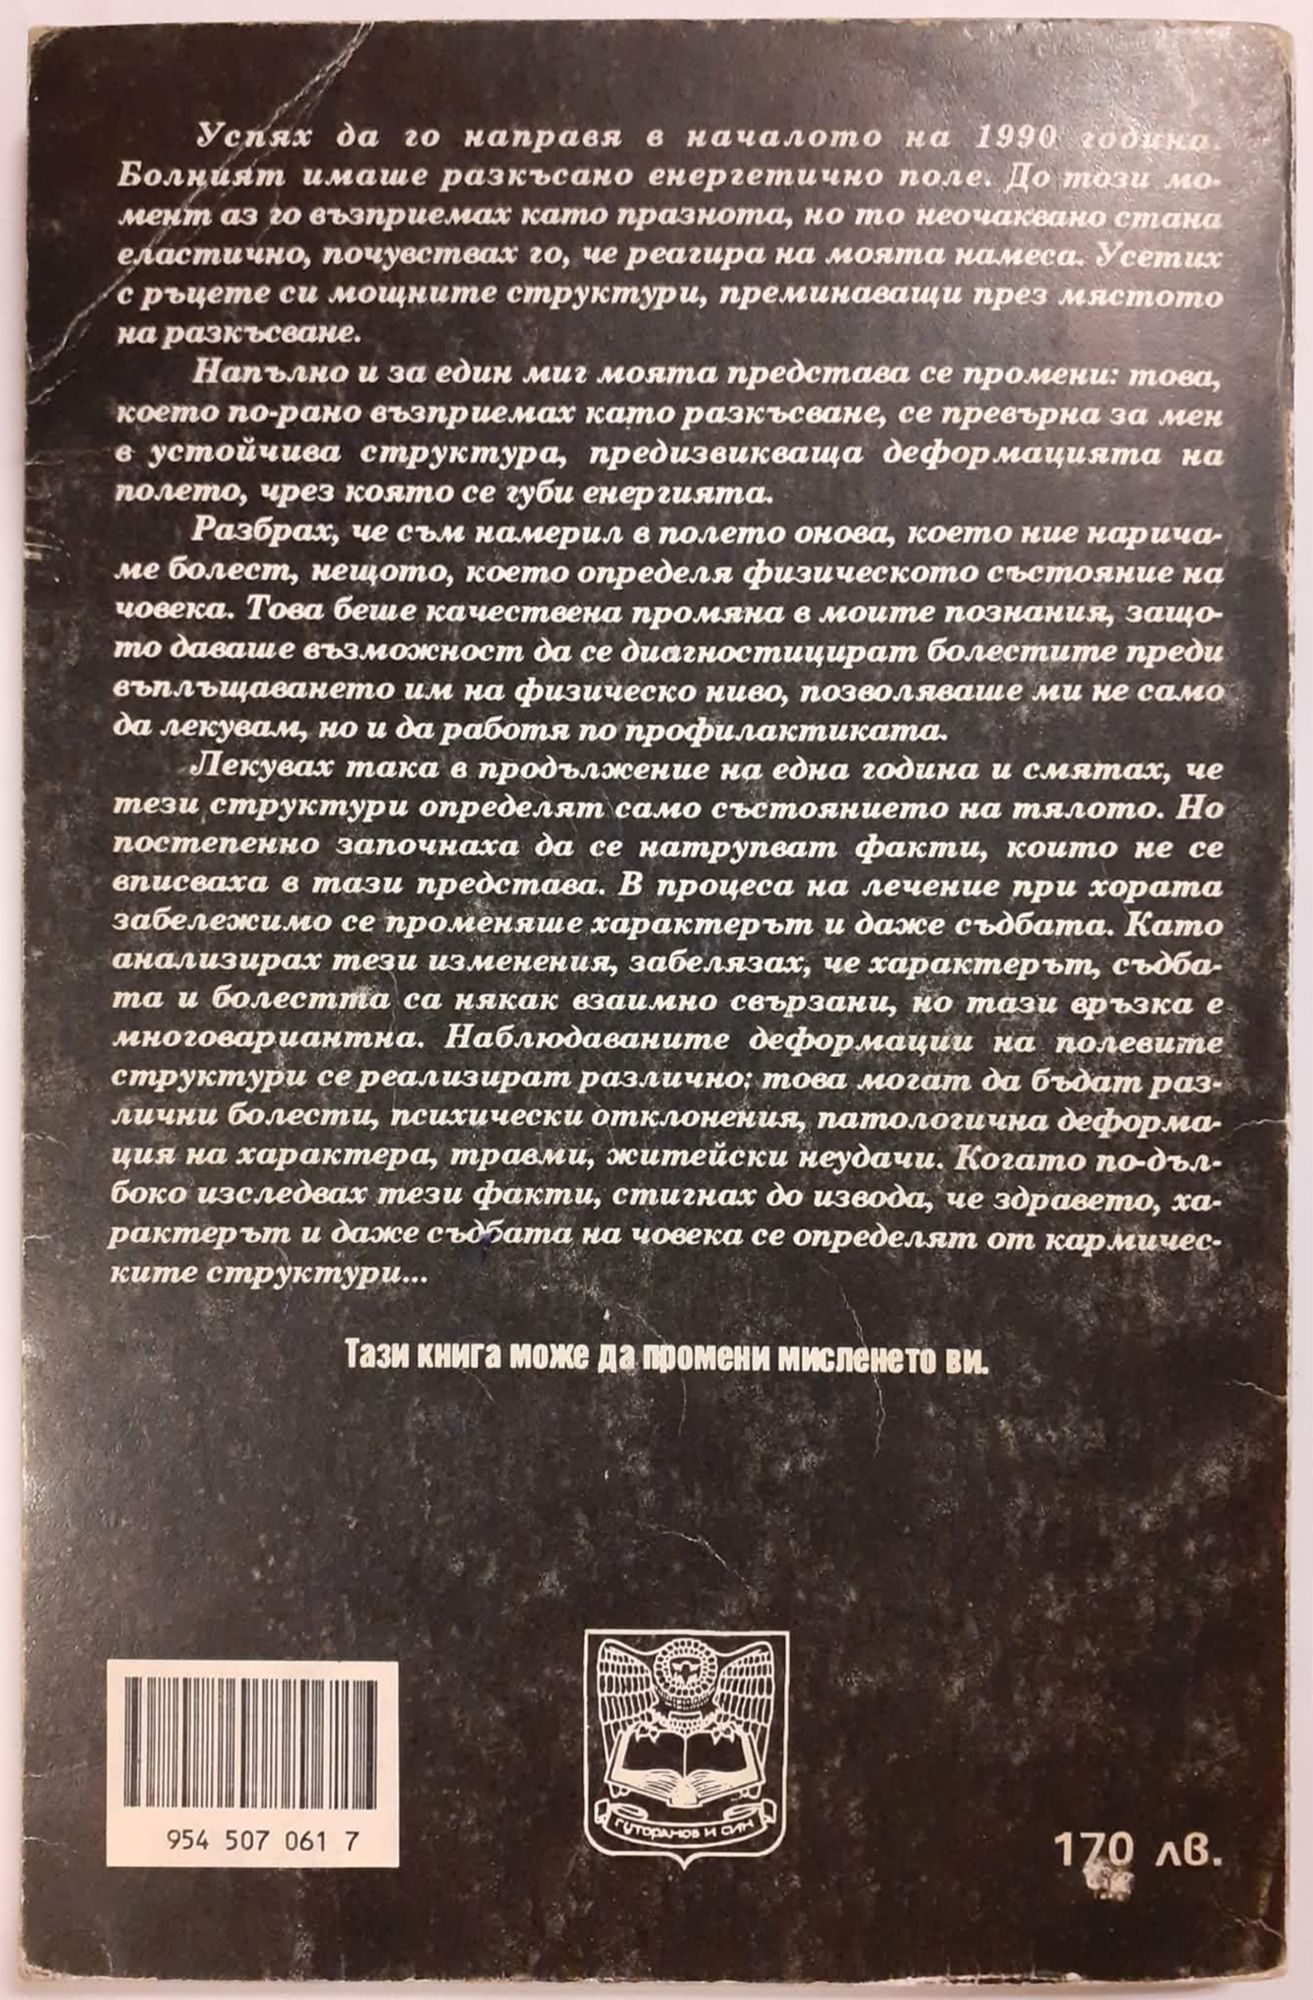 Успях да го направя в началото на 1990 година.
Болният имаше разкъсано енергетично поле. До този мо-
мент аз го възприемах като празнота, но то неочаквано стана
еластично, почувствах го, че реагира на моята намеса. Усетих
с ръцете си мощните структури, преминаващи през мястото
на разкъсване.
Напълно и за един миг моята представа се промени: това,
което по-рано възприемах като разкъсване, се превърна за мен
в устойчива структура, предизвикваща деформацията на
полето, чрез която се губи енергията.
Разбрах, че съм намерил в полето онова, което ние нарича-
ме болест, нещото, което определя физическото състояние на
човека. Това беше качествена промяна в моите познания, защо-
то даваше възможност да се диагностицират болестите преди
въплъщаването им на физическо ниво, позволяваше ми не само
да лекувам, но и да работя по профилактиката.
Лекувах така в продължение на една година и смятах, че
тези структури определят само състоянието на тялото. Но
постепенно започнаха да се натрупват факти, които не се
вписваха в тази представа. В процеса на лечение при хората
забележимо се променяше характерът и даже съдбата. Като
анализирах тези изменения, забелязах, че характерът, съдба-
та и болестта са някак взаимно свързани, но тази връзка е
многовариантна. Наблюдаваните деформации на полевите
структури се реализират различно; това могат да бъдат раз-
лични болести, психически отклонения, патологична деформа-
ция на характера, травми, житейски неудачи. Когато по-дъл-
боко изследвах тези факти, стигнах до извода, че здравето, ха-
рактерът и даже съдбата на човека се определят от кармичес-
ките структури...
Тази книга може да промени мисленето ви.
ГУТОРАНОВ И СИН
954 507 061 7
170 лв.